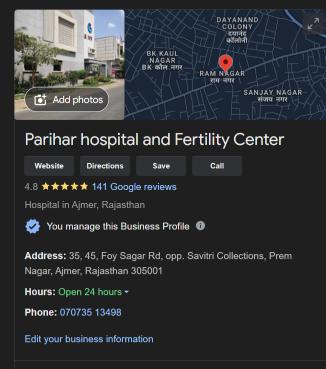 DAYANAND
COLONY
दयानंद
कॉलोनी
BK KAUL
NAGAR
BK कौल नगर
RAM NAGAR
राम नगर
SANJAY NAGAR
संजय नगर
Add photos
Parihar hospital and Fertility Center
Website Directions Save Call
4.8 141 Google reviews
Hospital in Ajmer, Rajasthan
You manage this Business Profile
Address: 35, 45, Foy Sagar Rd, opp. Savitri Collections, Prem
Nagar, Ajmer, Rajasthan 305001
Hours: Open 24 hours
Phone: 070735 13498
Edit your business information